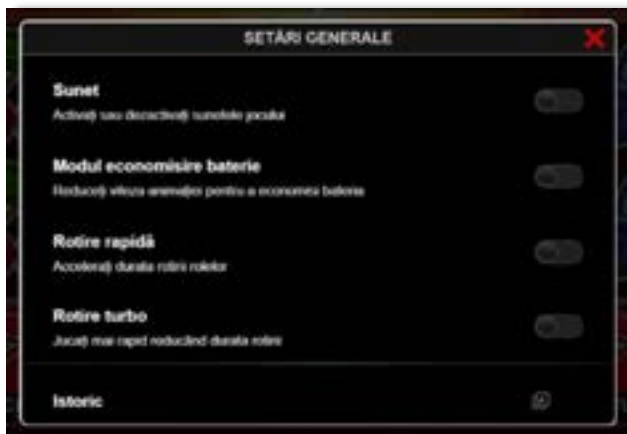 SETĂRI GENERALE
Sunet
Activați sau dezactivați sunetele jocului
Modul economisire baterie
Reduceți viteza animației pentru a economisi bateria
Rotire rapidă
Accelerați durata rotirii rolelor
Rotire turbo
Jucați mai rapid reducând durata rotirii
Istoric